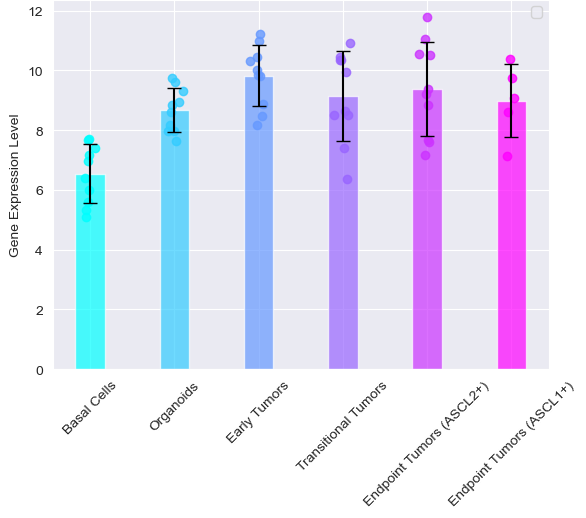 12
10
8
6
4
2
0
Gene Expression Level
Basal Cells
Organoids
Early Tumors
Transitional Tumors
Endpoint Tumors (ASCL2+)
Endpoint Tumors (ASCL1+)